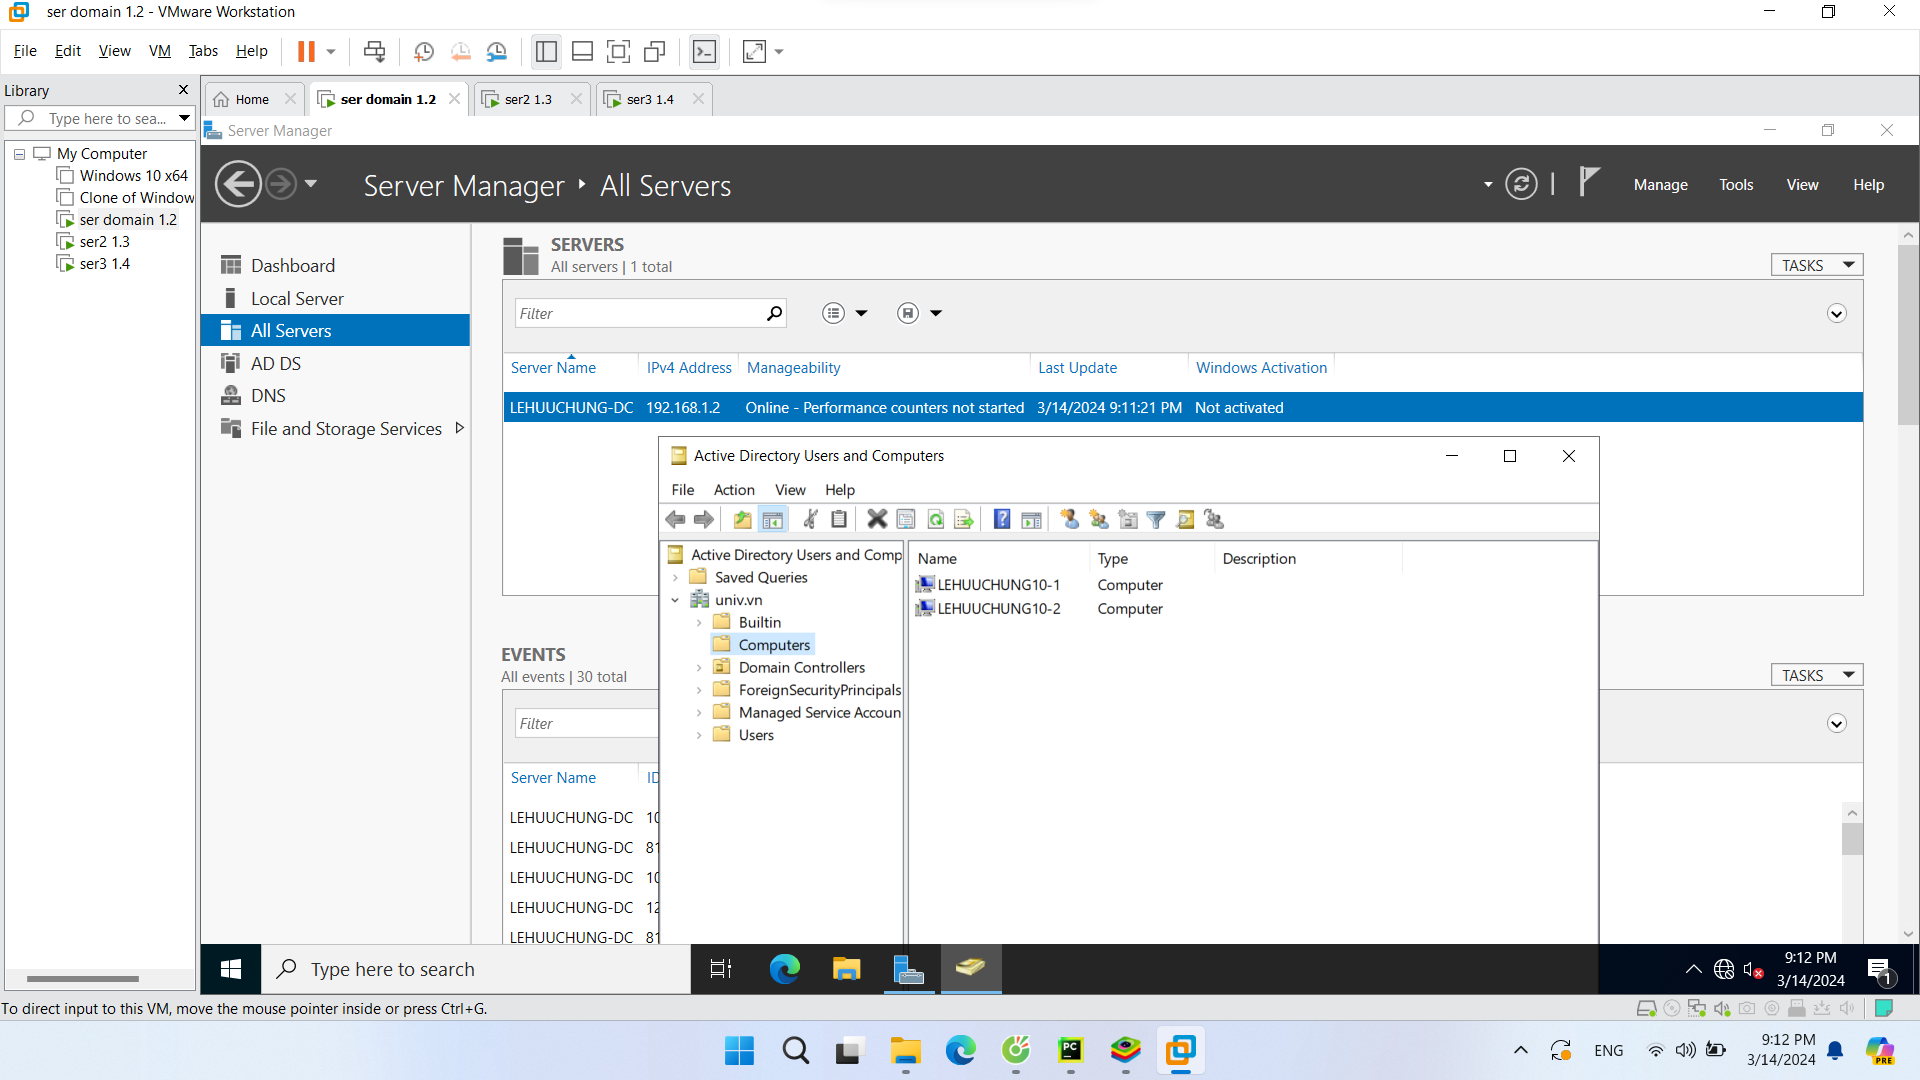 ser domain 1.2 - VMware Workstation
File Edit View VM Tabs Help
Library
Type here to sea...
Home
ser domain 1.2
ser2 1.3
ser3 1.4
My Computer
Windows 10 x64
Clone of Window
ser domain 1.2
ser2 1.3
ser3 1.4
Server Manager
Server Manager All Servers
Manage Tools View Help
Dashboard
Local Server
All Servers
AD DS
DNS
File and Storage Services
SERVERS
All servers | 1 total
TASKS
Filter
Server Name IPv4 Address Manageability Last Update Windows Activation
LEHUUCHUNG-DC 192.168.1.2 Online - Performance counters not started 3/14/2024 9:11:21 PM Not activated
EVENTS
All events | 30 total
TASKS
Filter
Server Name ID
LEHUUCHUNG-DC 10
LEHUUCHUNG-DC 81
LEHUUCHUNG-DC 10
LEHUUCHUNG-DC 12
LEHUUCHUNG-DC 81
Active Directory Users and Computers
File Action View Help
Active Directory Users and Comp
Saved Queries
univ.vn
Builtin
Computers
Domain Controllers
ForeignSecurityPrincipals
Managed Service Accoun
Users
Name Type Description
LEHUUCHUNG10-1 Computer
LEHUUCHUNG10-2 Computer
Type here to search
9:12 PM
3/14/2024
1
To direct input to this VM, move the mouse pointer inside or press Ctrl+G.
PC
ENG
9:12 PM
3/14/2024
PRE